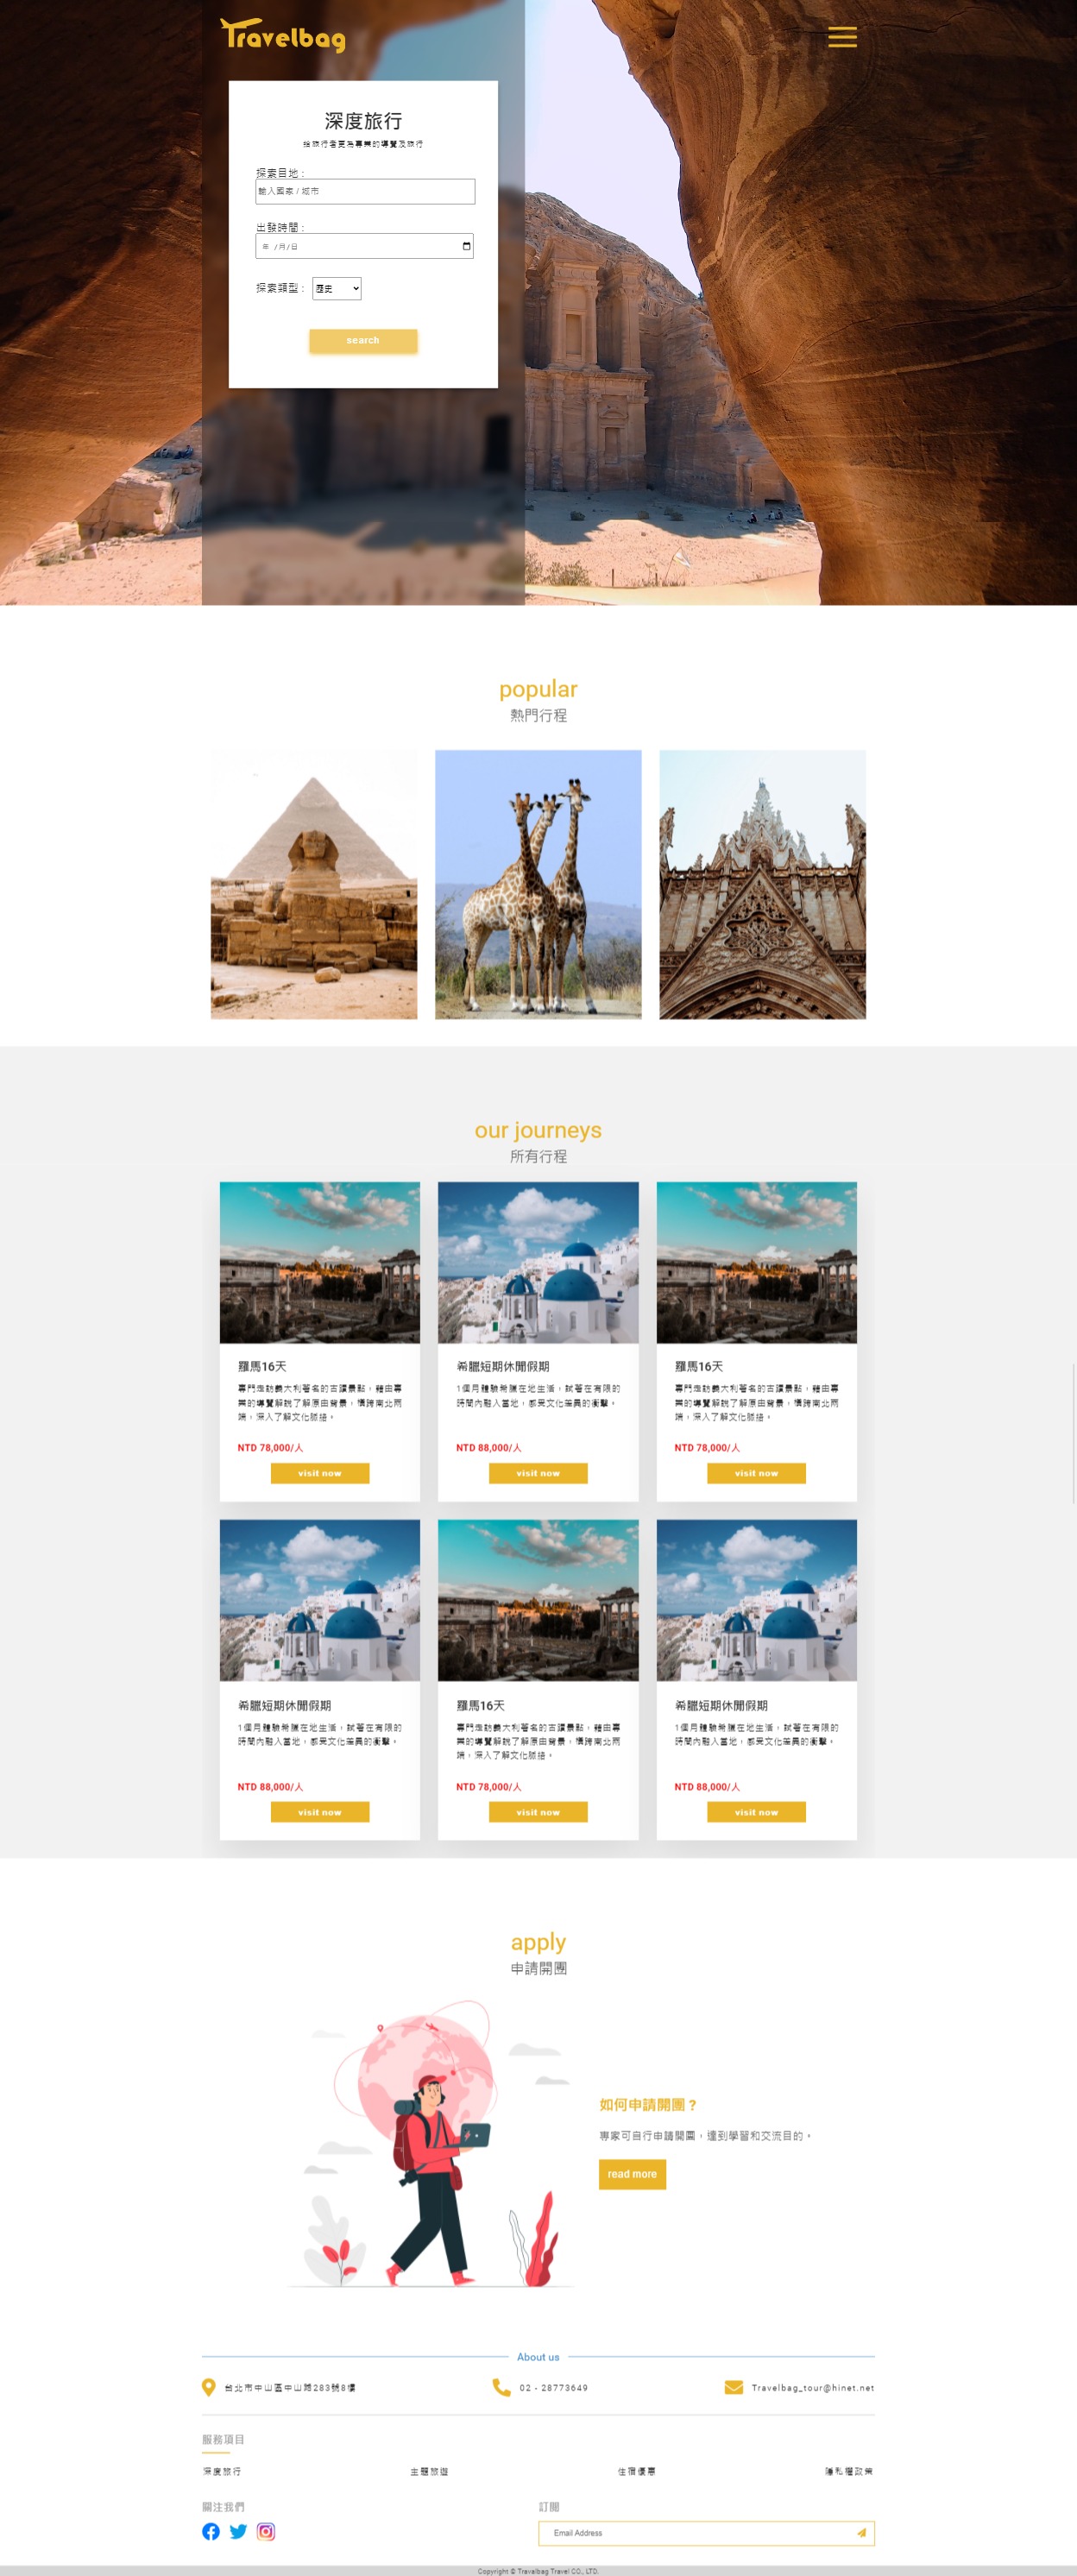 Travelbag
深度旅行
給旅行者更為專業的導覽及旅行
探索目地：
輸入國家 / 城市
出發時間：
年 /月/日
探索類型： 歷史
search
popular
熱門行程
our journeys
所有行程
羅馬16天
專門走訪義大利著名的古蹟景點，藉由專
業的導覽解說了解原由背景，橫跨南北兩
端，深入了解文化脈絡。
NTD 78,000/人
visit now
希臘短期休閒假期
1個月體驗希臘在地生活，試著在有限的
時間內融入當地，感受文化差異的衝擊。
NTD 88,000/人
visit now
羅馬16天
專門走訪義大利著名的古蹟景點，藉由專
業的導覽解說了解原由背景，橫跨南北兩
端，深入了解文化脈絡。
NTD 78,000/人
visit now
希臘短期休閒假期
1個月體驗希臘在地生活，試著在有限的
時間內融入當地，感受文化差異的衝擊。
NTD 88,000/人
visit now
羅馬16天
專門走訪義大利著名的古蹟景點，藉由專
業的導覽解說了解原由背景，橫跨南北兩
端，深入了解文化脈絡。
NTD 78,000/人
visit now
希臘短期休閒假期
1個月體驗希臘在地生活，試著在有限的
時間內融入當地，感受文化差異的衝擊。
NTD 88,000/人
visit now
apply
申請開團
如何申請開團 ?
專家可自行申請開團，達到學習和交流目的。
read more
About us
台北市中山區中山路283號8樓
02 - 28773649
Travelbag_tour@hinet.net
服務項目
深度旅行
主題旅遊
住宿優惠
隱私權政策
關注我們
訂閱
Email Address
Copyright © Travalbag Travel CO., LTD.